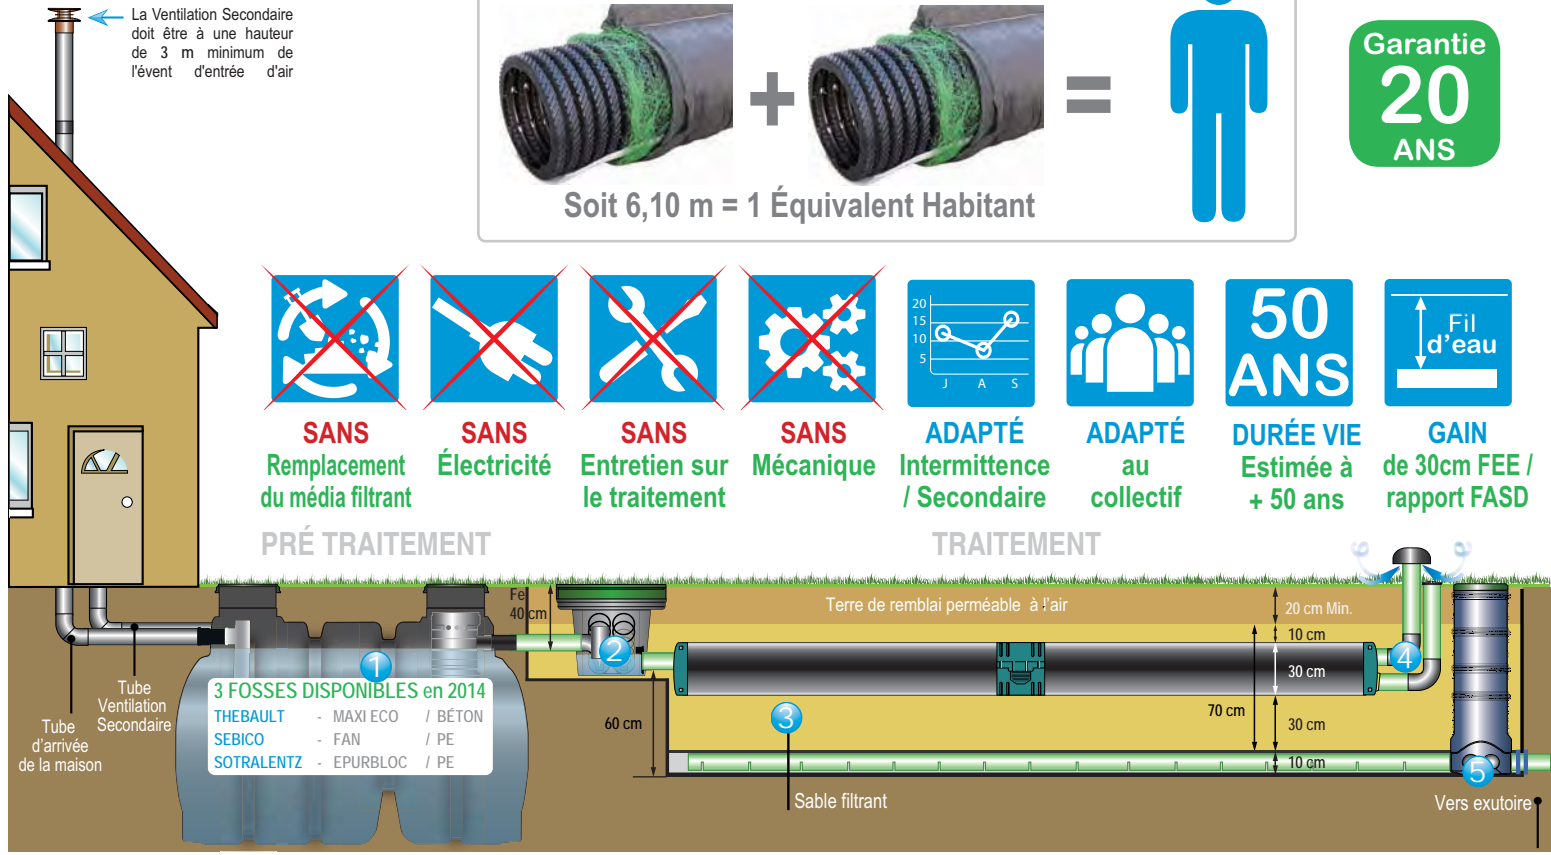 La Ventilation Secondaire
doit être à une hauteur
de 3 m minimum de
l'évent d'entrée d'air
+
=
Soit 6,10 m = 1 Équivalent Habitant
Garantie
20
ANS
20
15
10
5
J A S
50
ANS
Fil
d'eau
SANS
Remplacement
du média filtrant
SANS
Électricité
SANS
Entretien sur
le traitement
SANS
Mécanique
ADAPTÉ
Intermittence
/ Secondaire
ADAPTÉ
au
collectif
DURÉE VIE
Estimée à
+ 50 ans
GAIN
de 30cm FEE /
rapport FASD
PRÉ TRAITEMENT
TRAITEMENT
Fe
40 cm
Terre de remblai perméable à l'air
20 cm Min.
10 cm
30 cm
70 cm
30 cm
10 cm
60 cm
1
2
3
4
5
3 FOSSES DISPONIBLES en 2014
THEBAULT - MAXI ECO / BÉTON
SEBICO - FAN / PE
SOTRALENTZ - EPURBLOC / PE
Tube
Ventilation
Secondaire
Tube
d'arrivée
de la maison
Sable filtrant
Vers exutoire